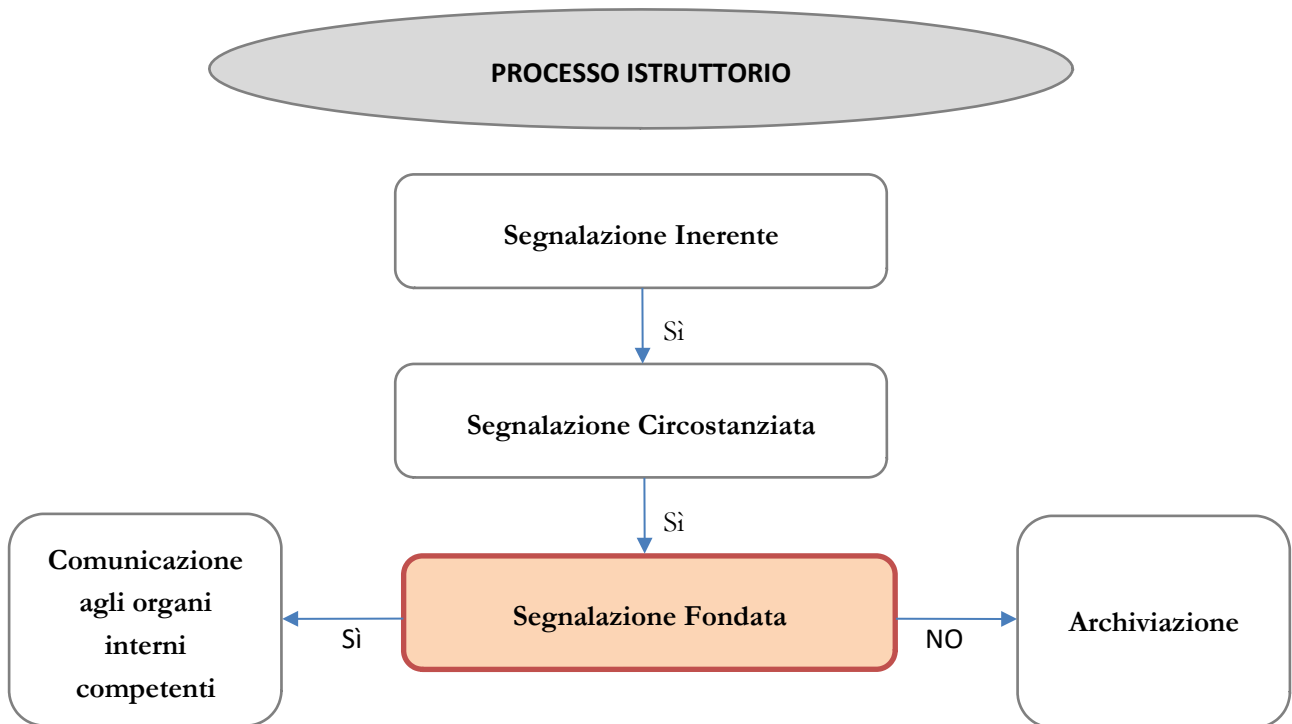 PROCESSO ISTRUTTORIO
Segnalazione Inerente
Sì
Segnalazione Circostanziata
Sì
Comunicazione
agli organi
interni
competenti
Sì
Segnalazione Fondata
NO
Archiviazione